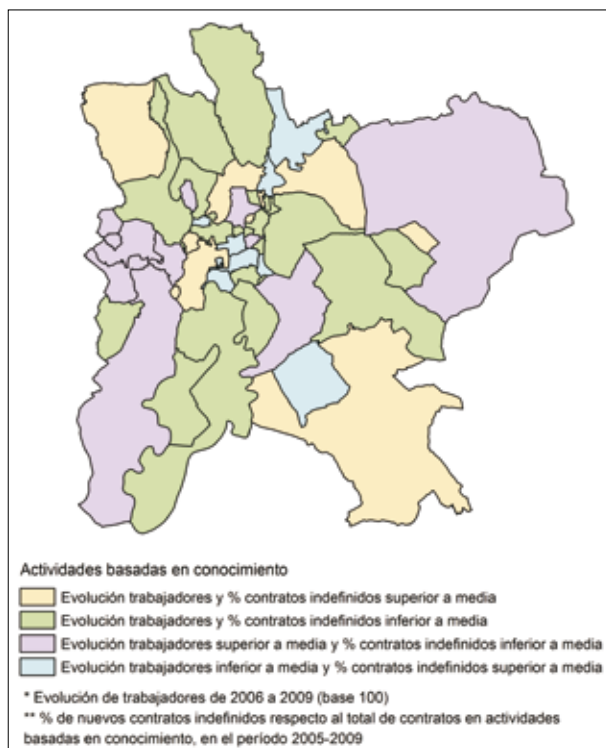 Actividades basadas en conocimiento
Evolución trabajadores y % contratos indefinidos superior a media
Evolución trabajadores y % contratos indefinidos inferior a media
Evolución trabajadores superior a media y % contratos indefinidos inferior a media
Evolución trabajadores inferior a media y % contratos indefinidos superior a media
* Evolución de trabajadores de 2006 a 2009 (base 100)
** % de nuevos contratos indefinidos respecto al total de contratos en actividades
basadas en conocimiento, en el período 2005-2009